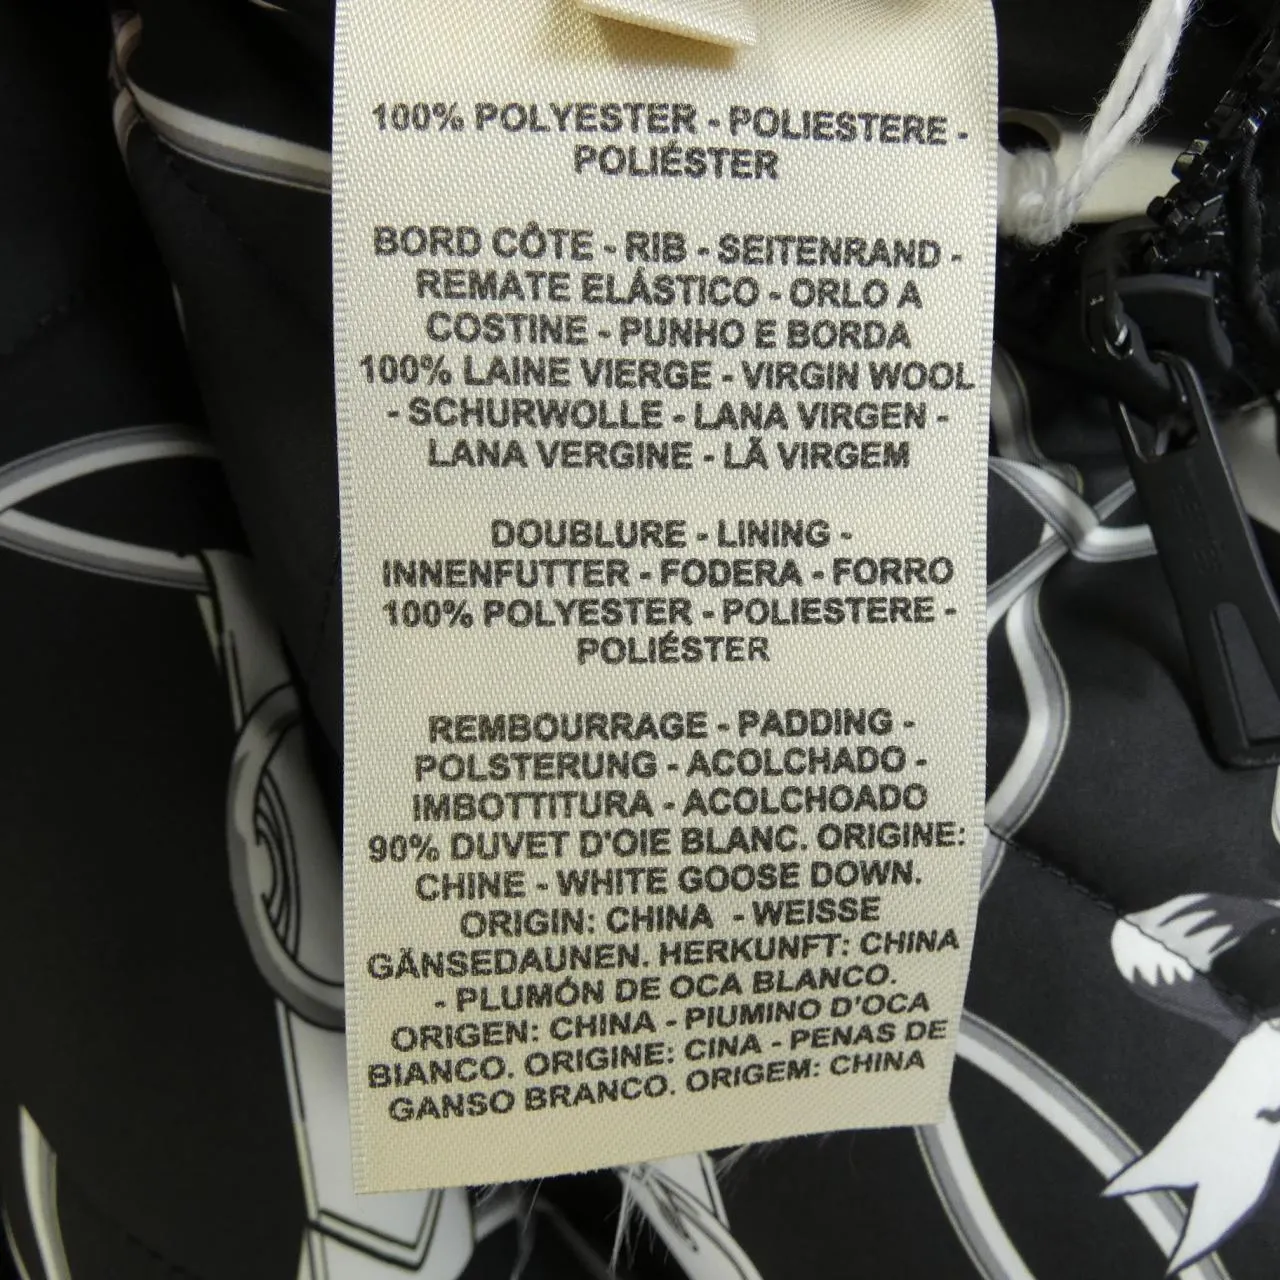 100% POLYESTER - POLIESTERE -
POLIÉSTER
BORD CÔTE - RIB - SEITENRAND -
REMATE ELÁSTICO - ORLO A
COSTINE - PUNHO E BORDA
100% LAINE VIERGE - VIRGIN WOOL
- SCHURWOLLE - LANA VIRGEN -
LANA VERGINE - LÃ VIRGEM
DOUBLURE - LINING -
INNENFUTTER - FODERA - FORRO
100% POLYESTER - POLIESTERE -
POLIÉSTER
REMBOURRAGE - PADDING -
POLSTERUNG - ACOLCHADO -
IMBOTTITURA - ACOLCHOADO
90% DUVET D'OIE BLANC. ORIGINE:
CHINE - WHITE GOOSE DOWN.
ORIGIN: CHINA - WEISSE
GÄNSEDAUNEN. HERKUNFT: CHINA
- PLUMÓN DE OCA BLANCO.
ORIGEN: CHINA - PIUMINO D'OCA
BIANCO. ORIGINE: CINA - PENAS DE
GANSO BRANCO. ORIGEM: CHINA